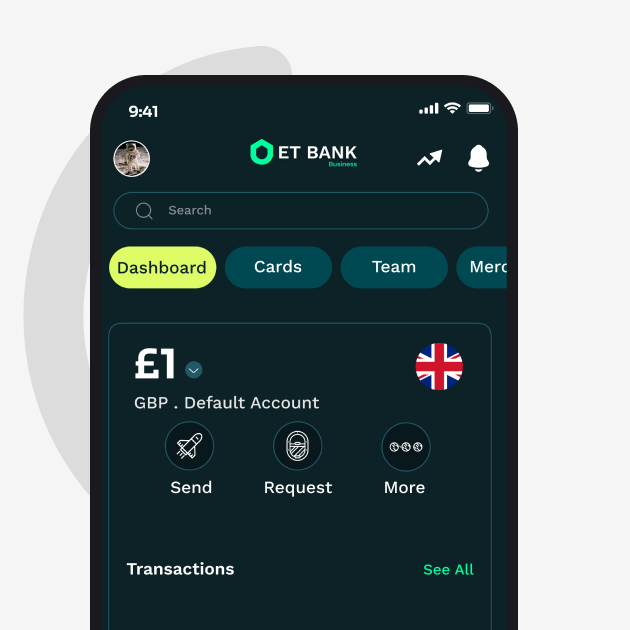 9:41
ET BANK
Business
Search
Dashboard
Cards
Team
Merc
£1
GBP . Default Account
Send
Request
More
Transactions
See All